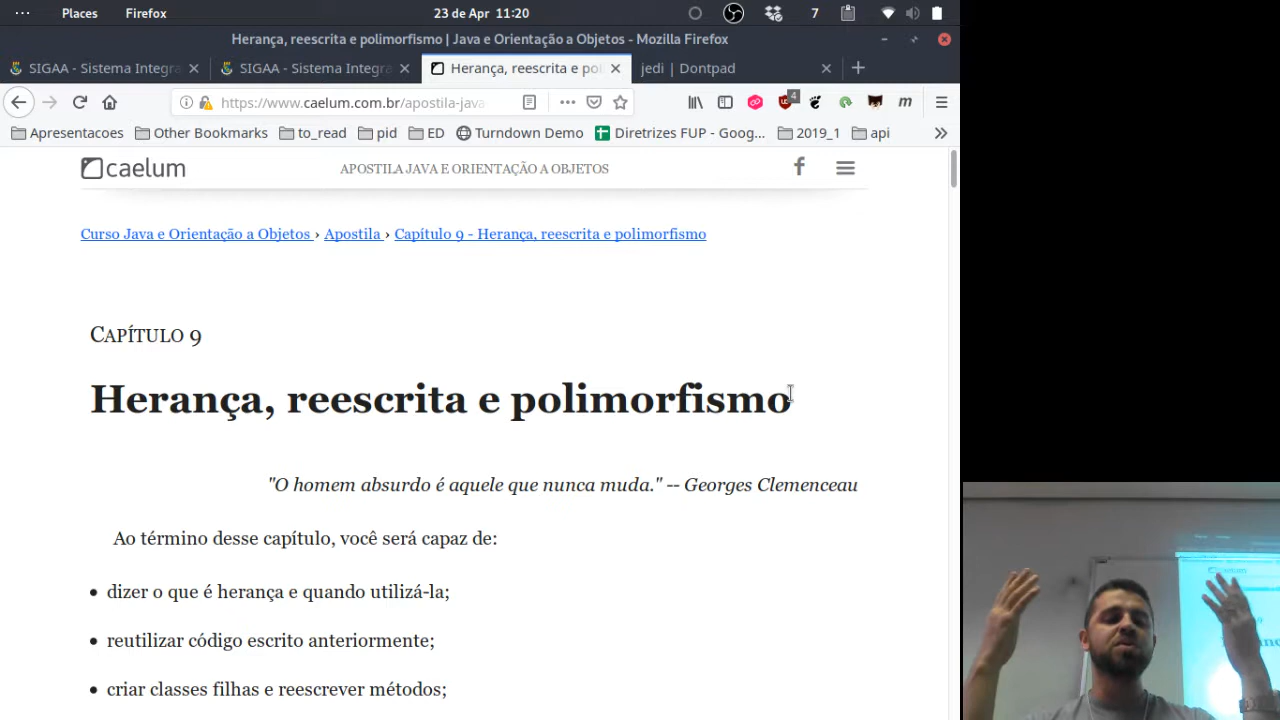 Places Firefox 23 de Apr 11:20 7
Herança, reescrita e polimorfismo | Java e Orientação a Objetos - Mozilla Firefox
SIGAA - Sistema Integra SIGAA - Sistema Integra Herança, reescrita e pol jedi | Dontpad
https://www.caelum.com.br/apostila-java 4 m
Apresentacoes Other Bookmarks to_read pid ED Turndown Demo Diretrizes FUP - Goog... 2019_1 api
caelum APOSTILA JAVA E ORIENTAÇÃO A OBJETOS f
Curso Java e Orientação a Objetos › Apostila › Capítulo 9 - Herança, reescrita e polimorfismo
CAPÍTULO 9
Herança, reescrita e polimorfismo
"O homem absurdo é aquele que nunca muda." -- Georges Clemenceau
Ao término desse capítulo, você será capaz de:
• dizer o que é herança e quando utilizá-la;
• reutilizar código escrito anteriormente;
• criar classes filhas e reescrever métodos;